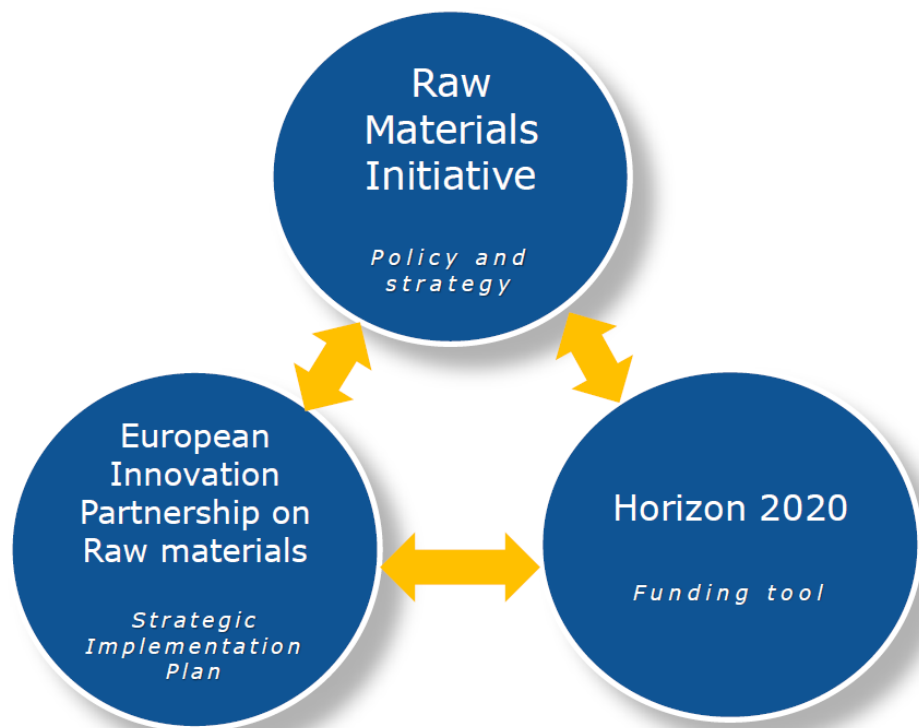 Raw
Materials
Initiative
Policy and
strategy
European
Innovation
Partnership on
Raw materials
Strategic
Implementation
Plan
Horizon 2020
Funding tool